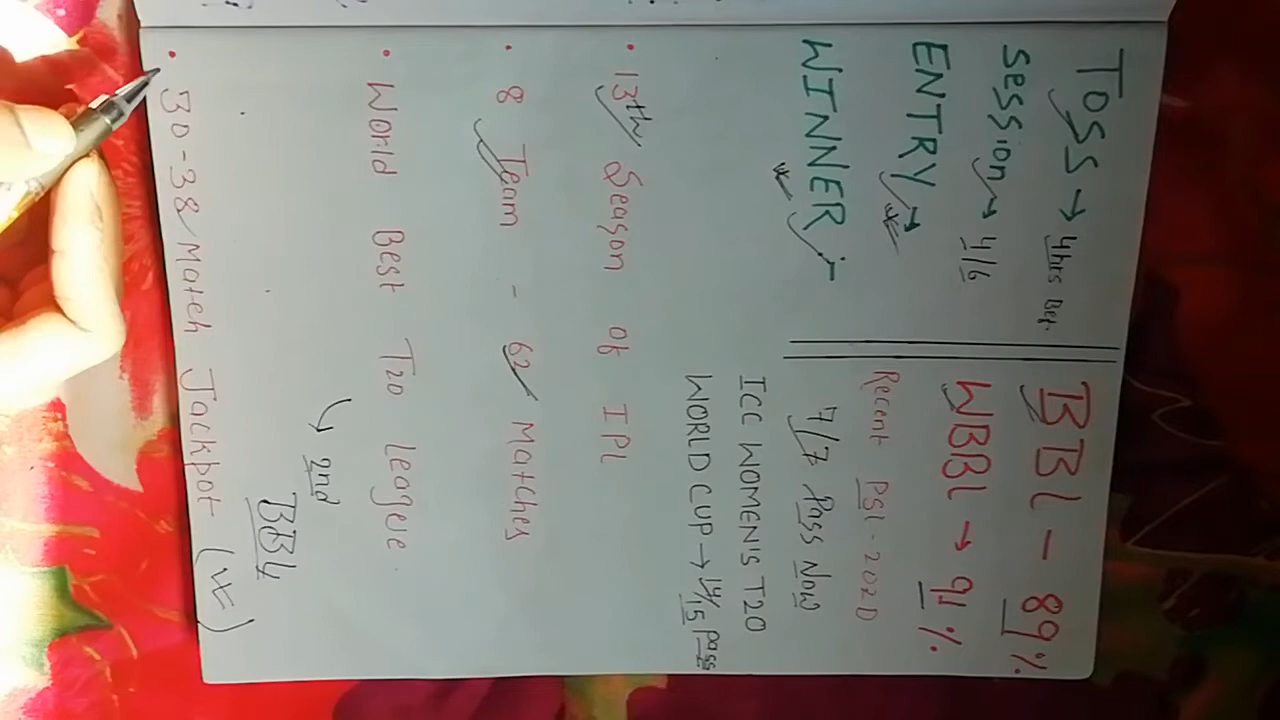 TOSS → 4hrs Bef.
Session → 4/6
ENTRY →
WINNER :-
BBL - 89%
WBBL → 91%
Recent PSL - 2020
7/7 Pass Now
ICC WOMEN'S T20
WORLD CUP → 14/15 Pass
• 13th Season of IPL
• 8 Team - 62 Matches
• World Best T20 League
→ 2nd
BBL
• 30-38 Match Jackpot